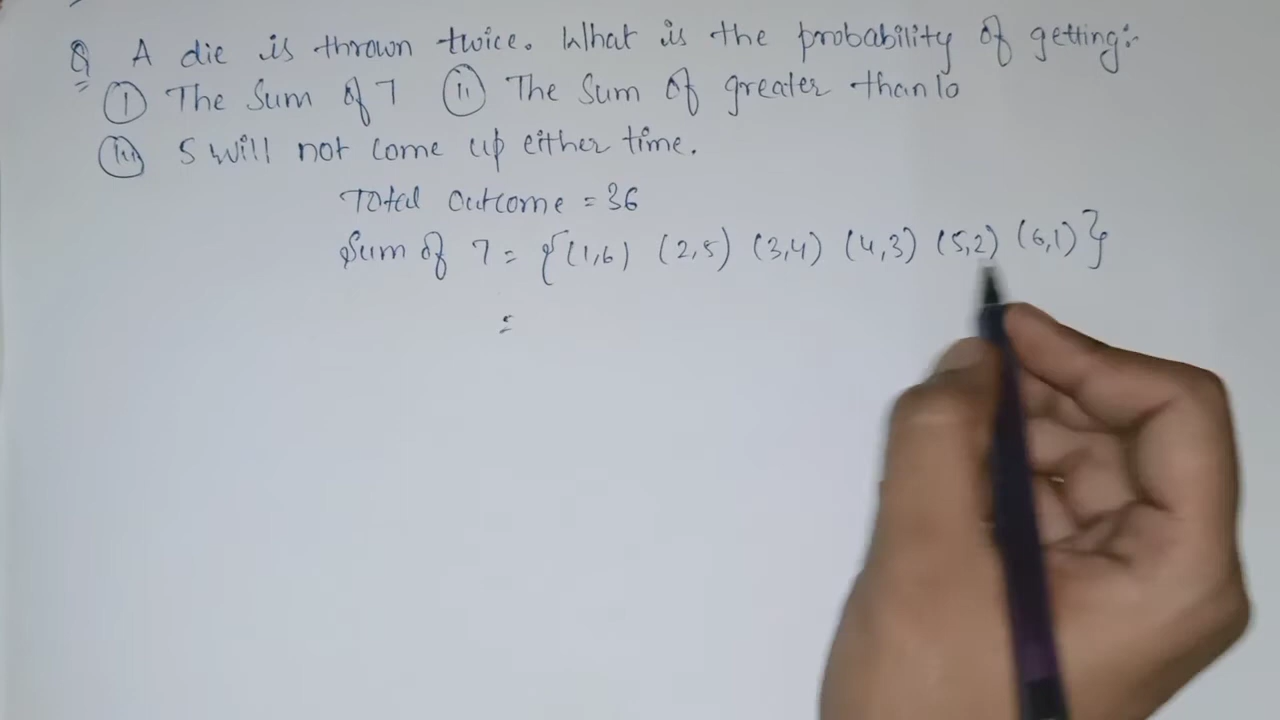 Q A die is thrown twice. What is the probability of getting:-
(i) The Sum of 7 (ii) The Sum of greater than 10
(iii) 5 will not come up either time.
Total outcome = 36
Sum of 7 = {(1,6) (2,5) (3,4) (4,3) (5,2) (6,1)}
=